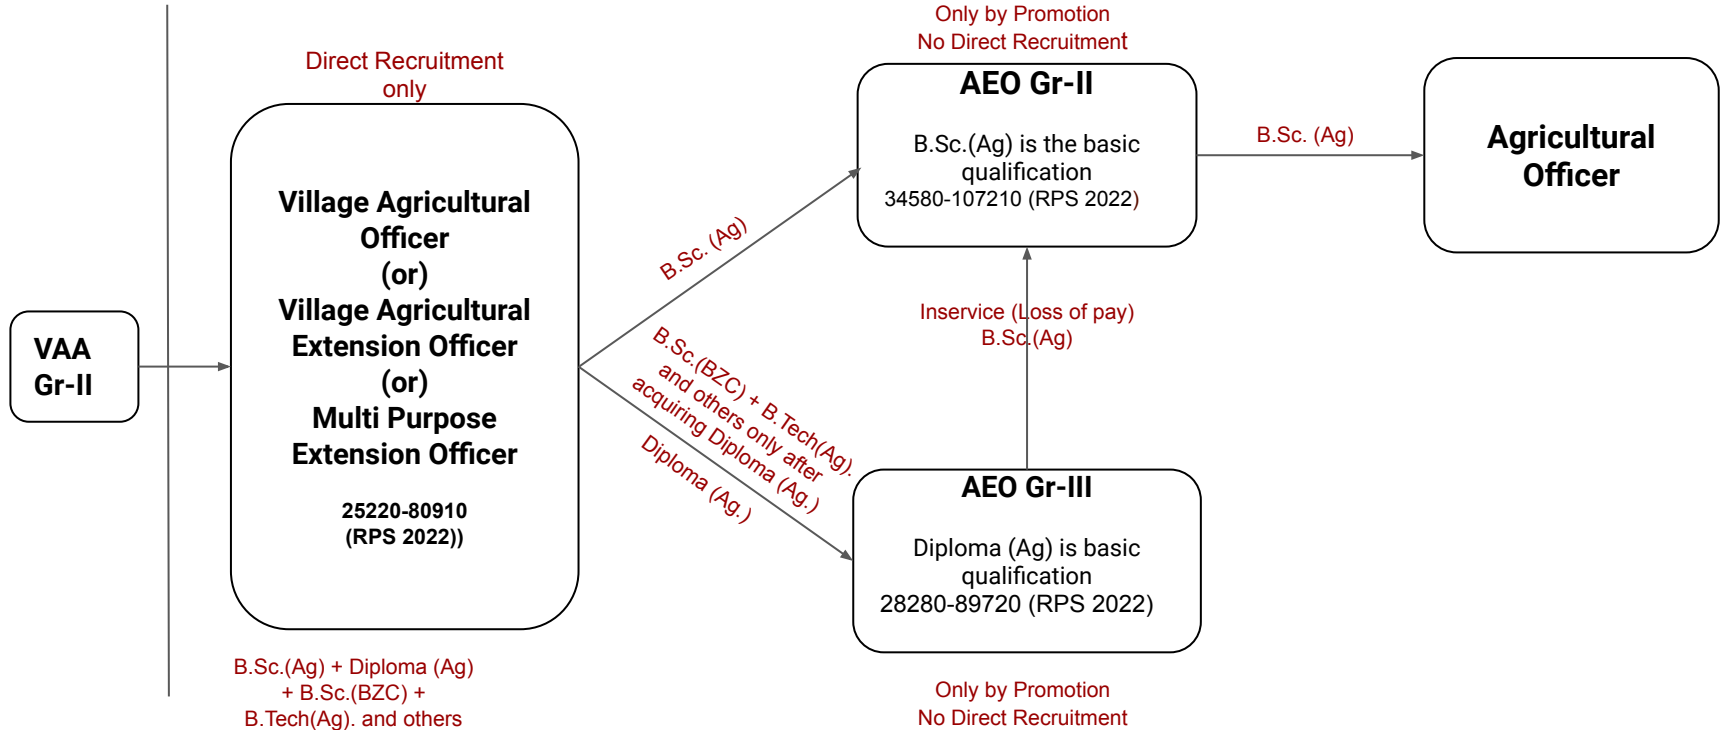 VAA
Gr-II
Direct Recruitment
only
Village Agricultural
Officer
(or)
Village Agricultural
Extension Officer
(or)
Multi Purpose
Extension Officer
25220-80910
(RPS 2022))
B.Sc.(Ag) + Diploma (Ag)
+ B.Sc.(BZC) +
B.Tech(Ag). and others
B.Sc. (Ag)
B.Sc.(BZC) + B.Tech(Ag).
and others only after
acquiring Diploma (Ag.)
Diploma (Ag.)
Only by Promotion
No Direct Recruitment
AEO Gr-II
B.Sc.(Ag) is the basic
qualification
34580-107210 (RPS 2022)
Inservice (Loss of pay)
B.Sc.(Ag)
AEO Gr-III
Diploma (Ag) is basic
qualification
28280-89720 (RPS 2022)
Only by Promotion
No Direct Recruitment
B.Sc. (Ag)
Agricultural
Officer